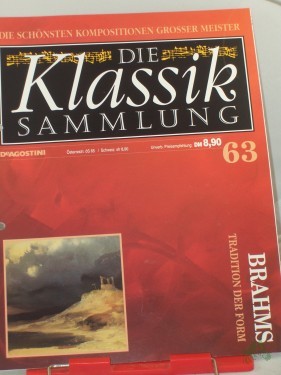 DIE SCHÖNSTEN KOMPOSITIONEN GROSSER MEISTER
DIE
Klassik
SAMMLUNG
DEAGOSTINI
DM 8,90
63
BRAHMS
TRADITION DER FORM